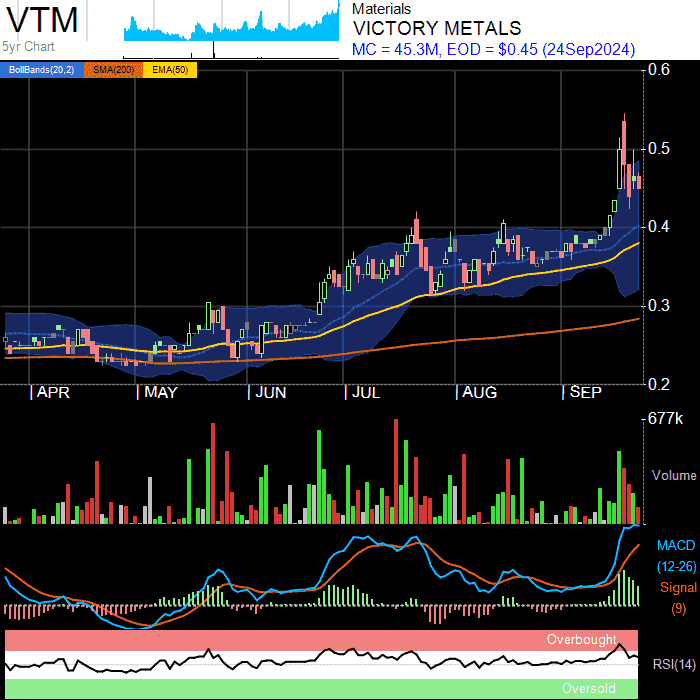 VTM
5yr Chart
Materials
VICTORY METALS
MC = 45.3M, EOD = $0.45 (24Sep2024)
BollBands(20,2) SMA(200) EMA(50)
0.6
0.5
0.4
0.3
0.2
APR MAY JUN JUL AUG SEP
677k
Volume
MACD
(12-26)
Signal
(9)
Overbought
RSI(14)
Oversold